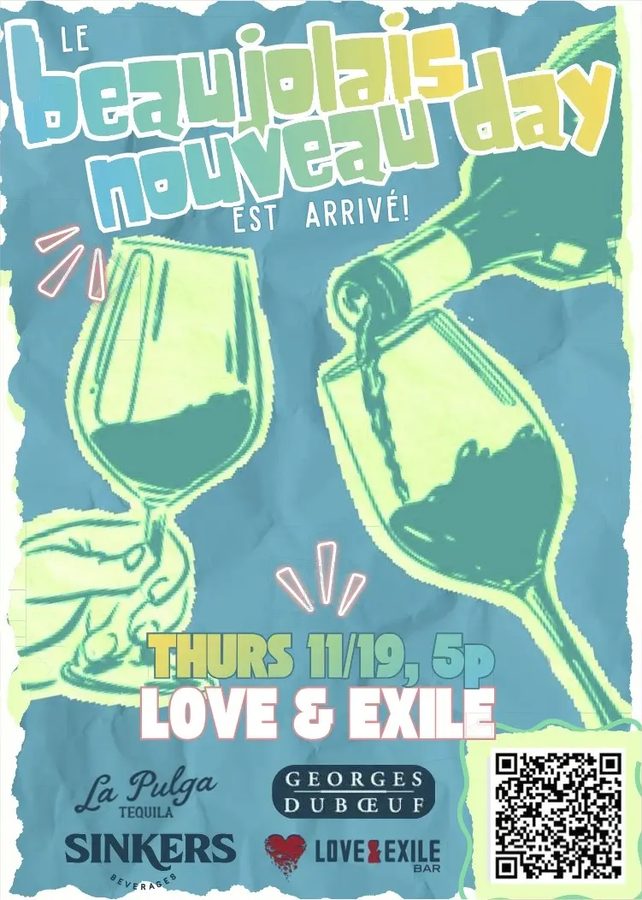 LE
beaujolais
nouveau day
EST ARRIVÉ!
THURS 11/19, 5p
LOVE & EXILE
La Pulga
TEQUILA
GEORGES
DUBŒUF
SINKERS
BEVERAGES
LOVE&EXILE
BAR